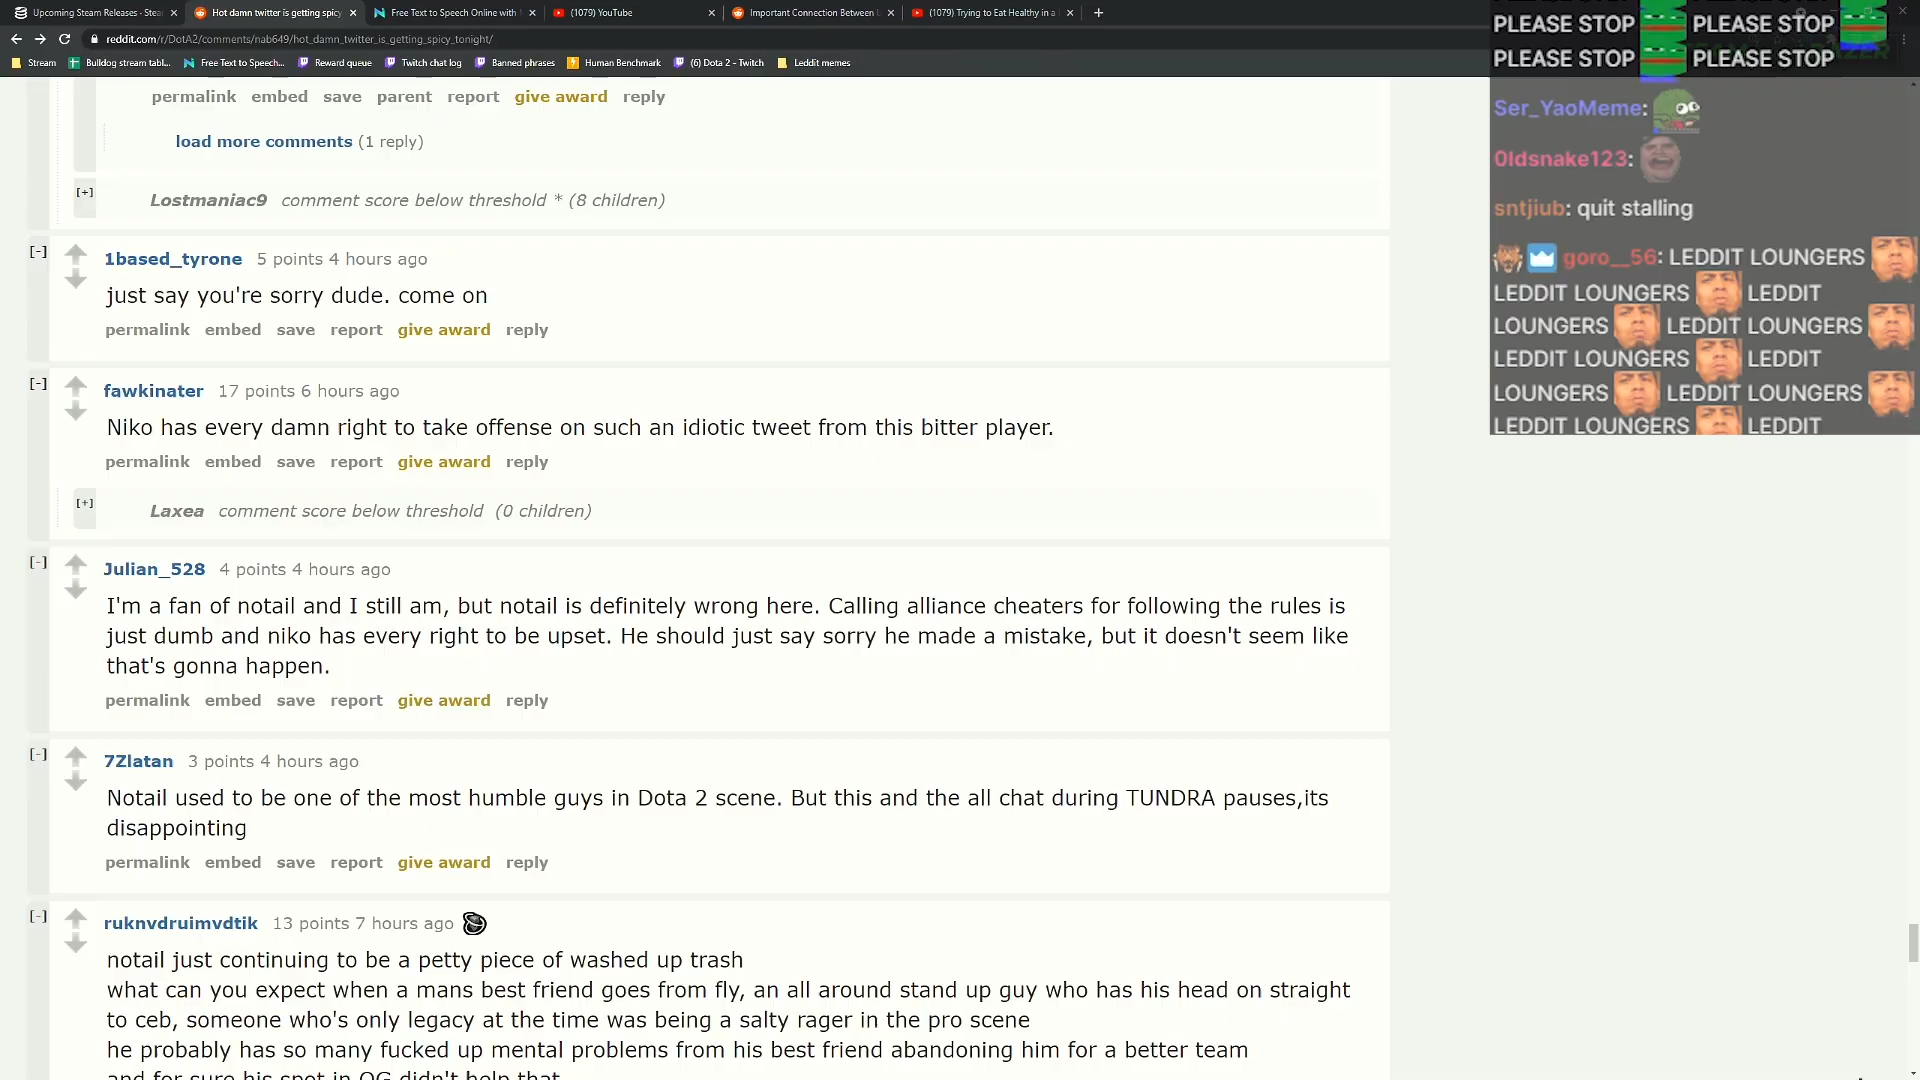 Upcoming Steam Releases - Stea
Hot damn twitter is getting spicy
Free Text to Speech Online with
(1079) YouTube
Important Connection Between
(1079) Trying to Eat Healthy in a
reddit.com/r/DotA2/comments/nab649/hot_damn_twitter_is_getting_spicy_tonight/
Stream
Bulldog stream tabl...
Free Text to Speech...
Reward queue
Twitch chat log
Banned phrases
Human Benchmark
(6) Dota 2 - Twitch
Leddit memes
permalink embed save parent report give award reply
load more comments (1 reply)
[+] Lostmaniac9 comment score below threshold * (8 children)
[-] 1based_tyrone 5 points 4 hours ago
just say you're sorry dude. come on
permalink embed save report give award reply
[-] fawkinater 17 points 6 hours ago
Niko has every damn right to take offense on such an idiotic tweet from this bitter player.
permalink embed save report give award reply
[+] Laxea comment score below threshold (0 children)
[-] Julian_528 4 points 4 hours ago
I'm a fan of notail and I still am, but notail is definitely wrong here. Calling alliance cheaters for following the rules is
just dumb and niko has every right to be upset. He should just say sorry he made a mistake, but it doesn't seem like
that's gonna happen.
permalink embed save report give award reply
[-] 7Zlatan 3 points 4 hours ago
Notail used to be one of the most humble guys in Dota 2 scene. But this and the all chat during TUNDRA pauses,its
disappointing
permalink embed save report give award reply
[-] ruknvdruimvdtik 13 points 7 hours ago
notail just continuing to be a petty piece of washed up trash
what can you expect when a mans best friend goes from fly, an all around stand up guy who has his head on straight
to ceb, someone who's only legacy at the time was being a salty rager in the pro scene
he probably has so many fucked up mental problems from his best friend abandoning him for a better team
and for sure his spot in OG didn't help that
PLEASE STOP PLEASE STOP
PLEASE STOP PLEASE STOP
Ser_YaoMeme:
0ldsnake123:
sntjiub: quit stalling
goro__56: LEDDIT LOUNGERS
LEDDIT LOUNGERS LEDDIT
LOUNGERS LEDDIT LOUNGERS
LEDDIT LOUNGERS LEDDIT
LOUNGERS LEDDIT LOUNGERS
LEDDIT LOUNGERS LEDDIT